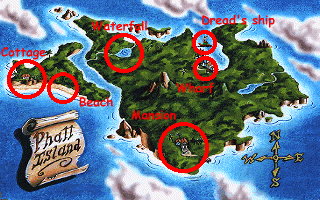 Dread's ship
Waterfall
Cottage
Wharf
Beach
Mansion
Phatt
Island
N
W
E
S